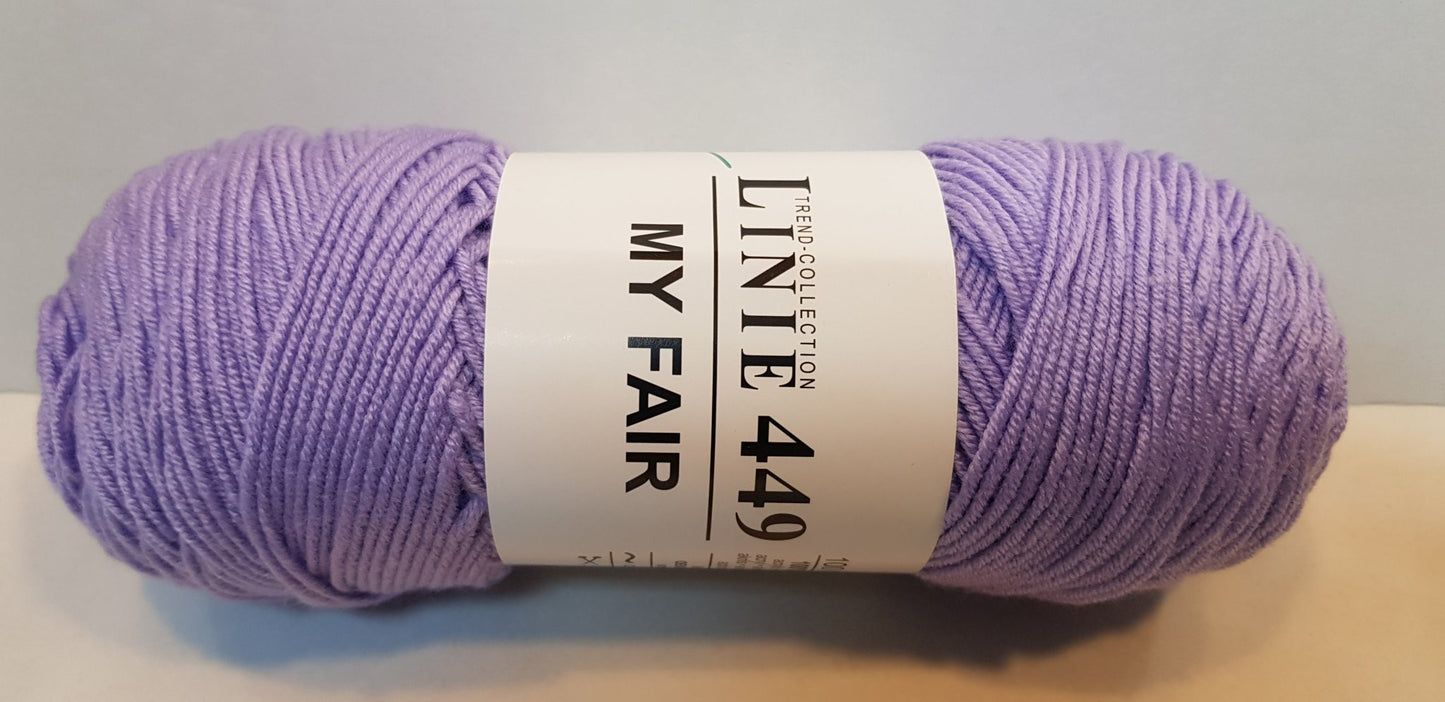 TREND-COLLECTION
LINIE 449
MY FAIR